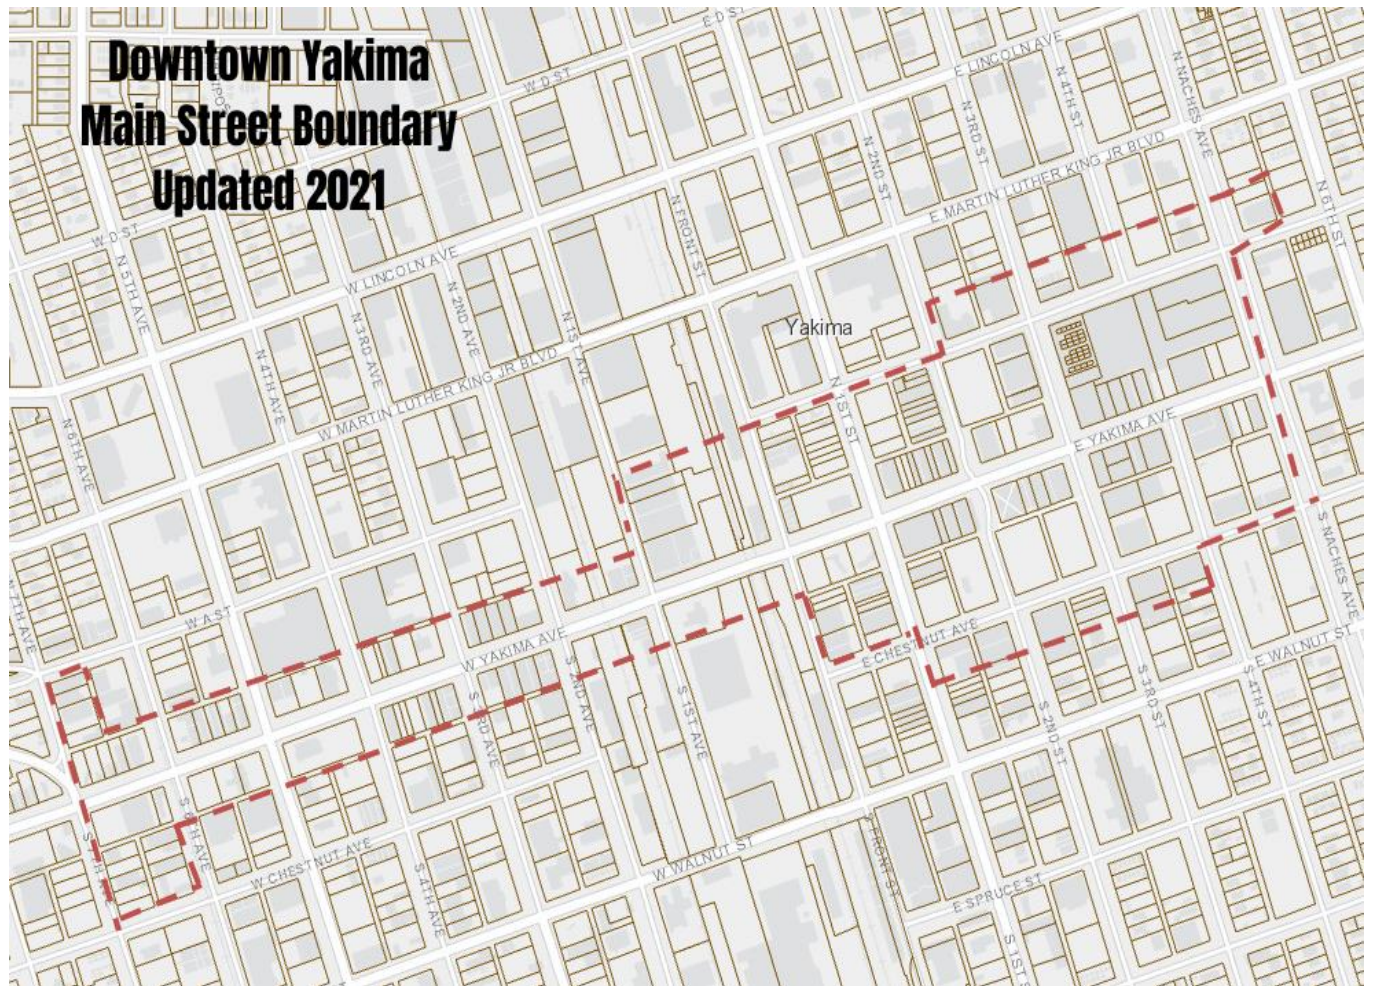 Downtown Yakima
Main Street Boundary
Updated 2021
E D ST
W D ST
E LINCOLN AVE
N 4TH ST
N NACHES AVE
N 3RD ST
N 2ND ST
E MARTIN LUTHER KING JR BLVD
N 6TH ST
N FRONT ST
W D ST
N 5TH AVE
W LINCOLN AVE
N 2ND AVE
N 1ST AVE
N 3RD AVE
N 4TH AVE
Yakima
W MARTIN LUTHER KING JR BLVD
N 1ST ST
N 6TH AVE
E YAKIMA AVE
N 7TH AVE
S NACHES AVE
W A ST
E CHESTNUT AVE
W YAKIMA AVE
E WALNUT ST
S 2ND AVE
S 1ST AVE
S 3RD AVE
S 2ND ST
S 3RD ST
S 4TH ST
S 6TH AVE
S 7TH AVE
W CHESTNUT AVE
S 4TH AVE
W WALNUT ST
S FRONT ST
E SPRUCE ST